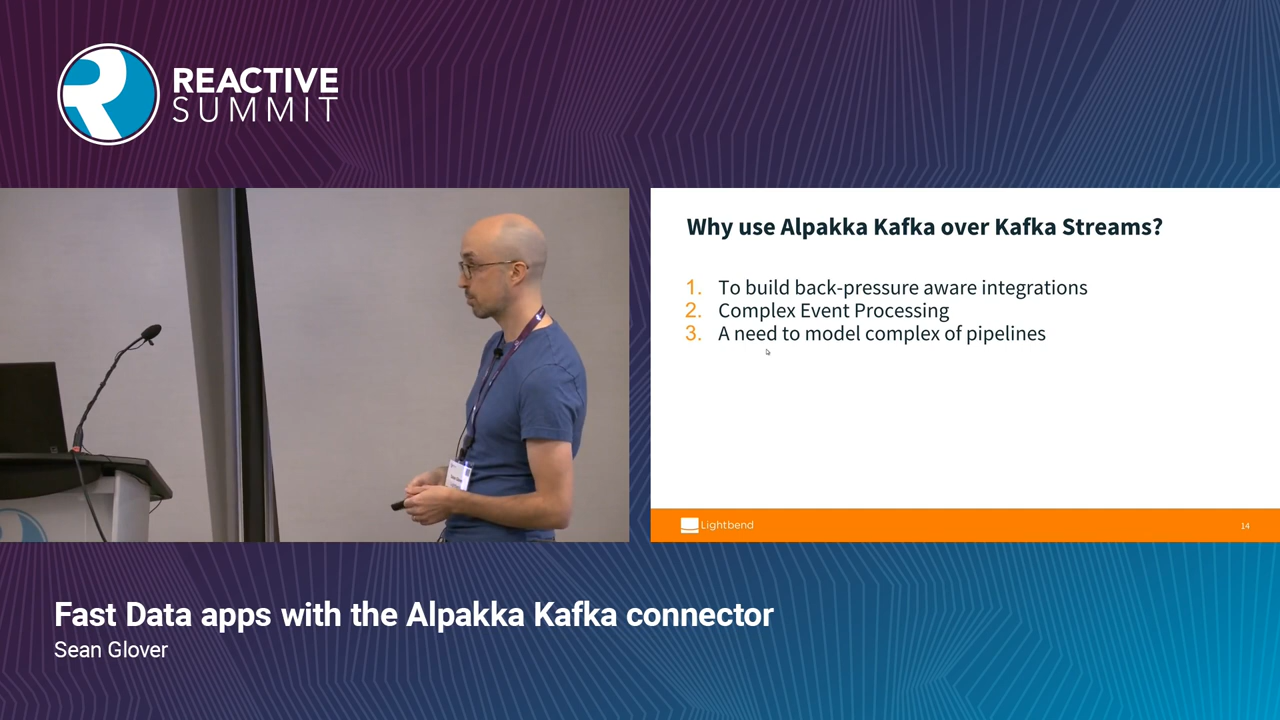 REACTIVE
SUMMIT
Why use Alpakka Kafka over Kafka Streams?
1. To build back-pressure aware integrations
2. Complex Event Processing
3. A need to model complex of pipelines
Lightbend
14
Fast Data apps with the Alpakka Kafka connector
Sean Glover